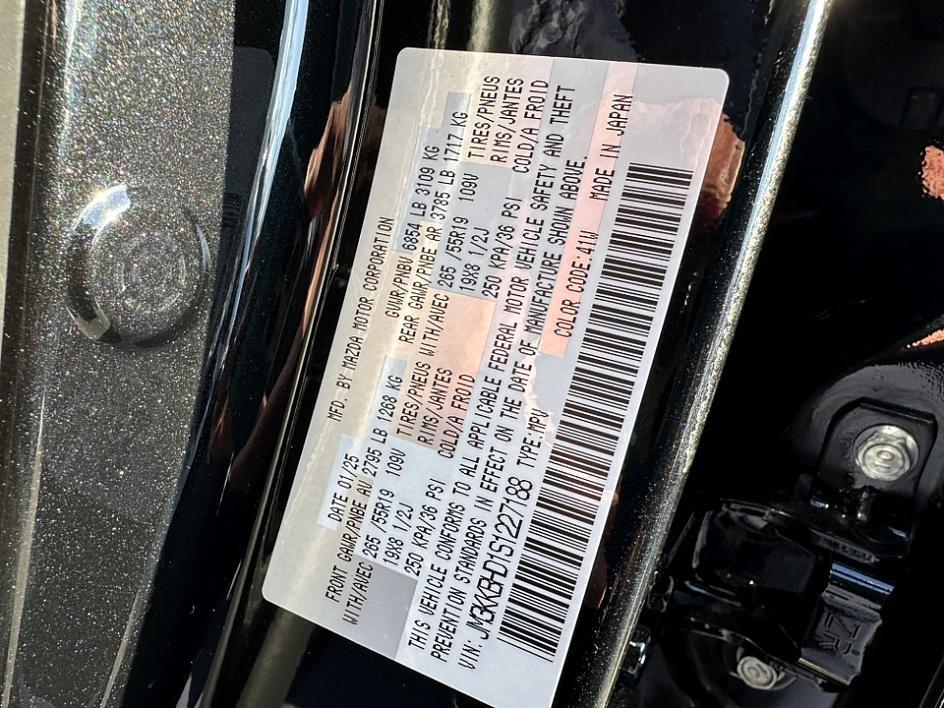 MFD. BY MAZDA MOTOR CORPORATION
DATE 01/25 GVWR/PNBV 6854 LB 3109 KG
FRONT GAWR/PNBE AV 2795 LB 1268 KG REAR GAWR/PNBE AR 3785 LB 1717 KG
WITH/AVEC 265 /55R19 109V TIRES/PNEUS WITH/AVEC 265 /55R19 109V TIRES/PNEUS
19X8 1/2J RIMS/JANTES 19X8 1/2J RIMS/JANTES
250 KPA/36 PSI COLD/A FROID 250 KPA/36 PSI COLD/A FROID
THIS VEHICLE CONFORMS TO ALL APPLICABLE FEDERAL MOTOR VEHICLE SAFETY AND THEFT
PREVENTION STANDARDS IN EFFECT ON THE DATE OF MANUFACTURE SHOWN ABOVE.
VIN: JM3KKBHD1S1227188 TYPE:MPV COLOR CODE:41W MADE IN JAPAN